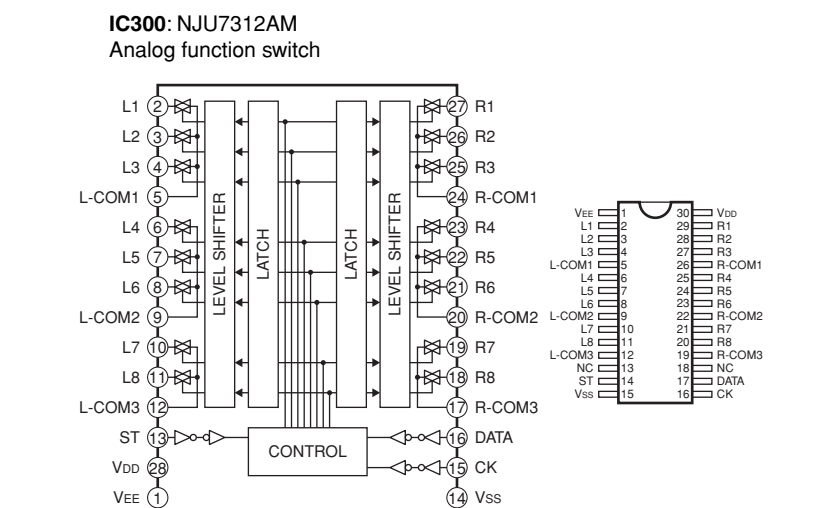 IC300: NJU7312AM
Analog function switch
L1 2 27 R1
L2 3 26 R2
L3 4 25 R3
L-COM1 5 24 R-COM1
L4 6 23 R4
L5 7 22 R5
L6 8 21 R6
L-COM2 9 20 R-COM2
L7 10 19 R7
L8 11 18 R8
L-COM3 12 17 R-COM3
ST 13 16 DATA
VDD 28 15 CK
VEE 1 14 VSS
LEVEL SHIFTER
LATCH
LATCH
LEVEL SHIFTER
CONTROL
VEE 1 30 VDD
L1 2 29 R1
L2 3 28 R2
L3 4 27 R3
L-COM1 5 26 R-COM1
L4 6 25 R4
L5 7 24 R5
L6 8 23 R6
L-COM2 9 22 R-COM2
L7 10 21 R7
L8 11 20 R8
L-COM3 12 19 R-COM3
NC 13 18 NC
ST 14 17 DATA
VSS 15 16 CK